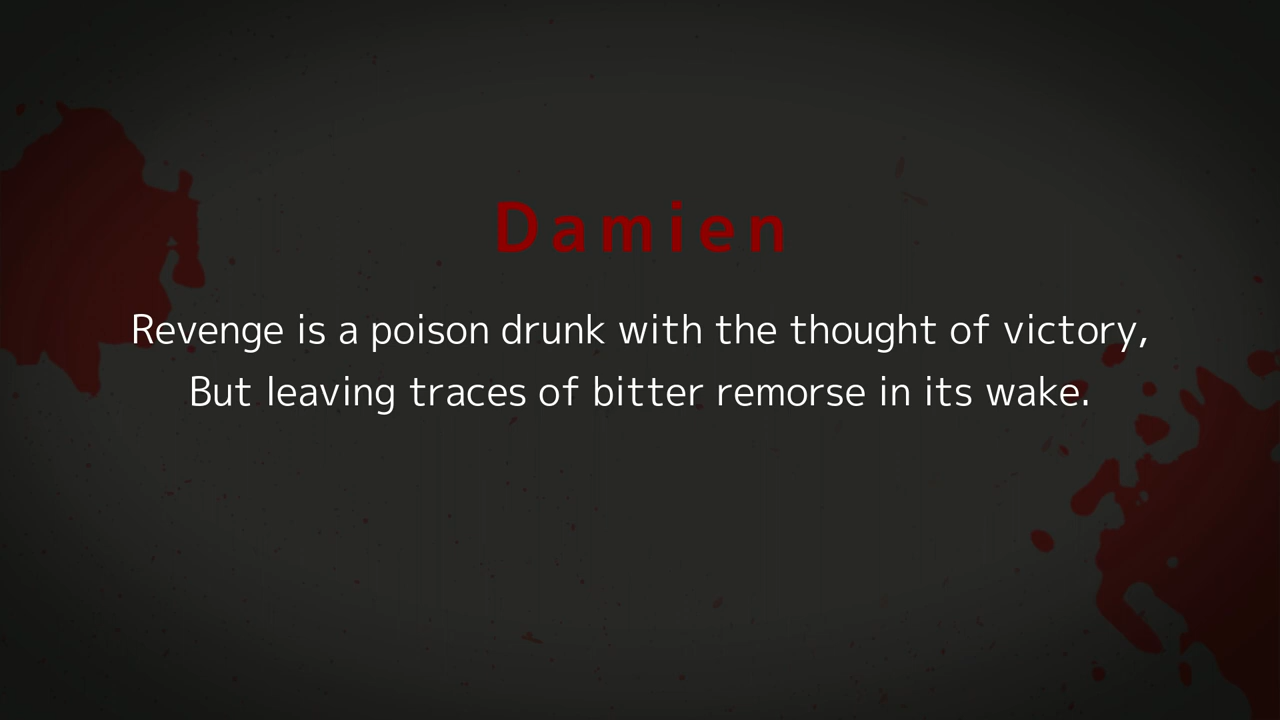 Damien
Revenge is a poison drunk with the thought of victory,
But leaving traces of bitter remorse in its wake.